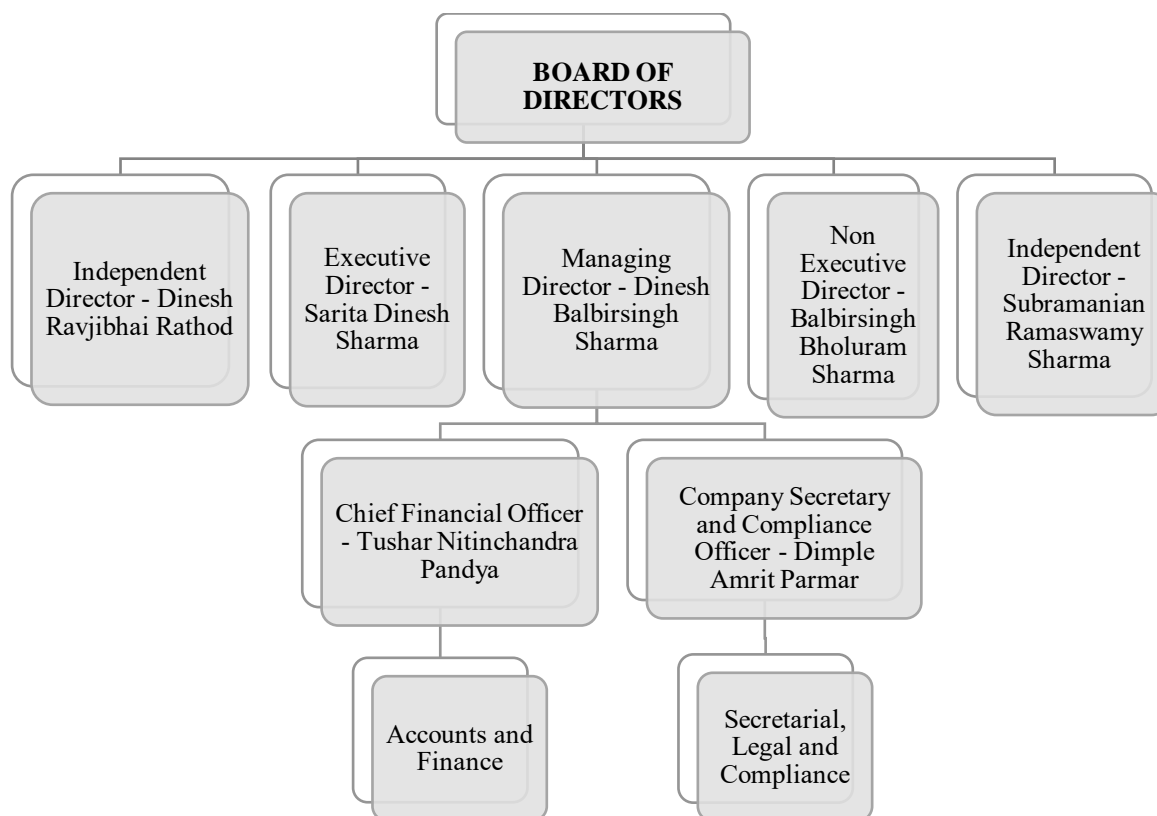 BOARD OF
DIRECTORS
Independent
Director - Dinesh
Ravjibhai Rathod
Executive
Director -
Sarita Dinesh
Sharma
Managing
Director - Dinesh
Balbirsingh
Sharma
Non
Executive
Director -
Balbirsingh
Bholuram
Sharma
Independent
Director -
Subramanian
Ramaswamy
Sharma
Chief Financial Officer
- Tushar Nitinchandra
Pandya
Company Secretary
and Compliance
Officer - Dimple
Amrit Parmar
Accounts and
Finance
Secretarial,
Legal and
Compliance